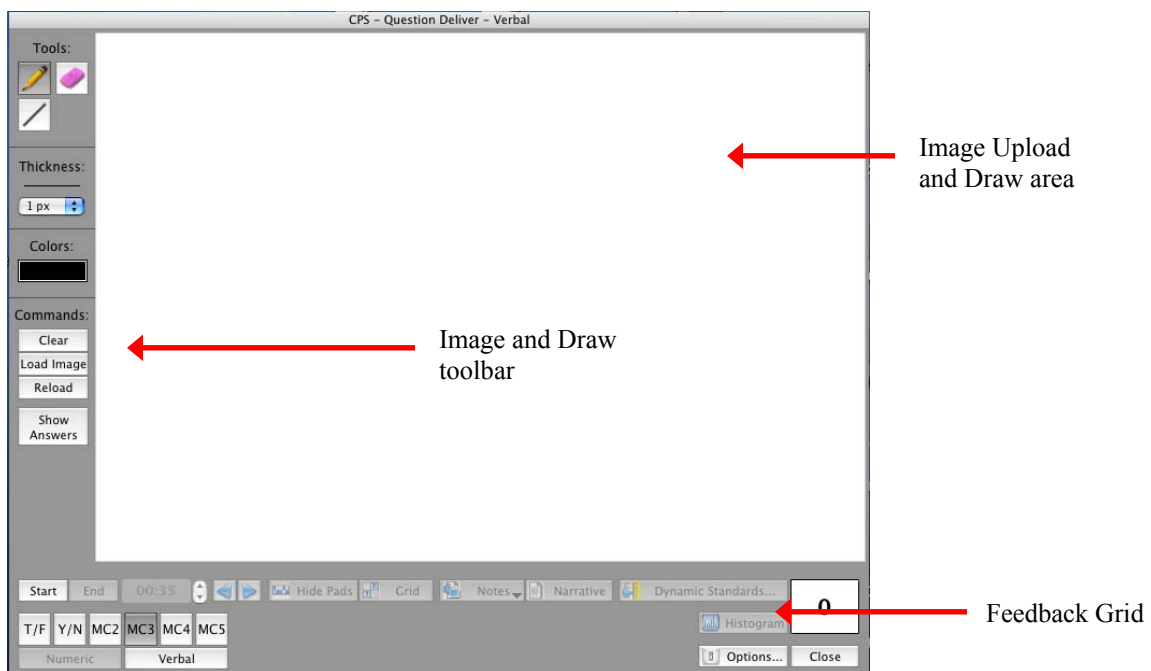 CPS – Question Deliver – Verbal
Tools:
Thickness:
1 px
Colors:
Commands:
Clear
Load Image
Reload
Show
Answers
Image Upload
and Draw area
Image and Draw
toolbar
Start End 00:35 Hide Pads Grid Notes Narrative Dynamic Standards...
0
T/F Y/N MC2 MC3 MC4 MC5
Histogram
Feedback Grid
Numeric Verbal
Options... Close